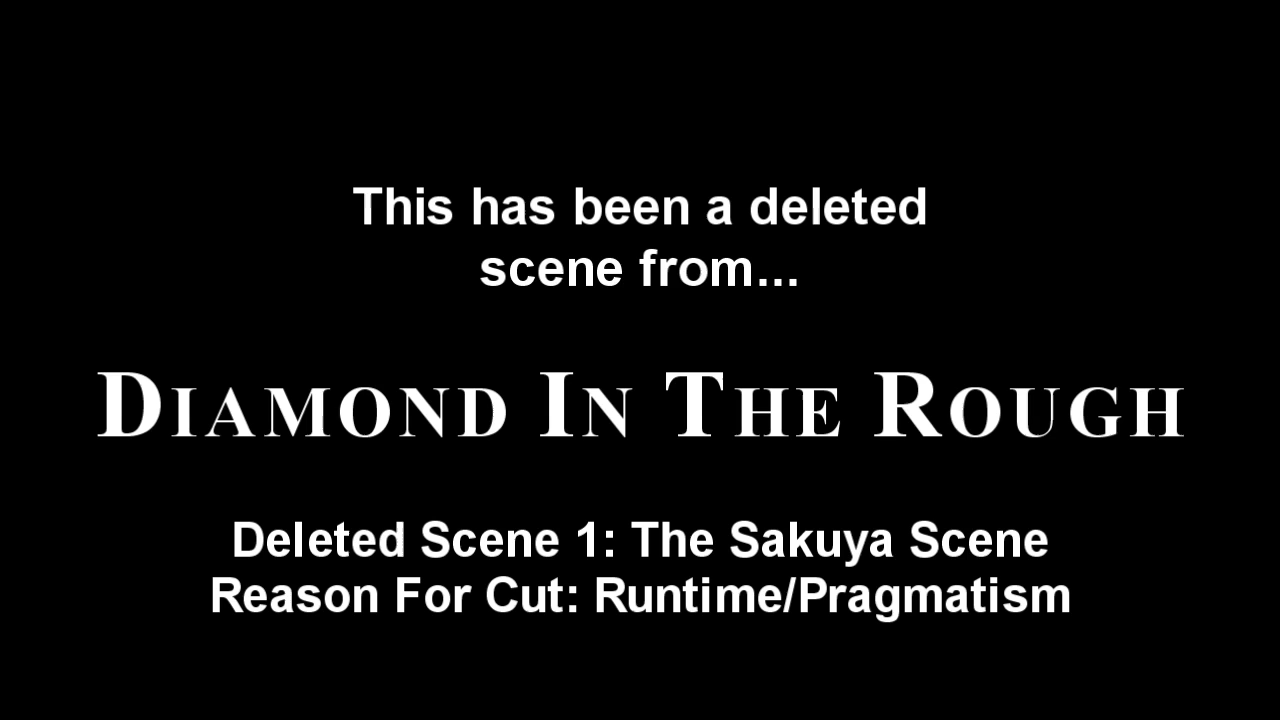 This has been a deleted
scene from...
DIAMOND IN THE ROUGH
Deleted Scene 1: The Sakuya Scene
Reason For Cut: Runtime/Pragmatism